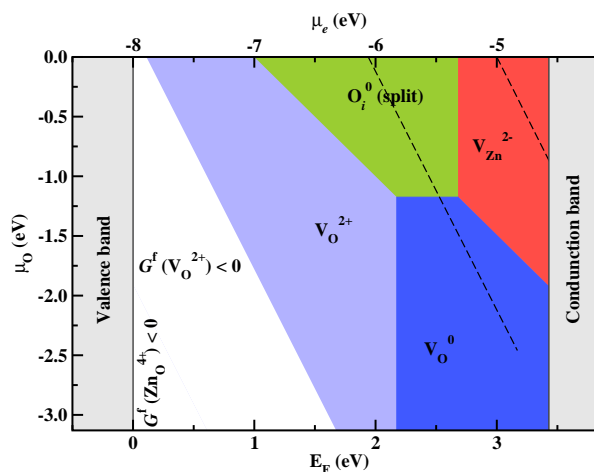 μe (eV)
-8 -7 -6 -5
0.0
-0.5
-1.0
-1.5
-2.0
-2.5
-3.0
μO (eV)
Valence band
Gf (VO2+) < 0
Gf (ZnO4+) < 0
VO2+
Oi0 (split)
VZn2-
VO0
Condunction band
0 1 2 3
EF (eV)